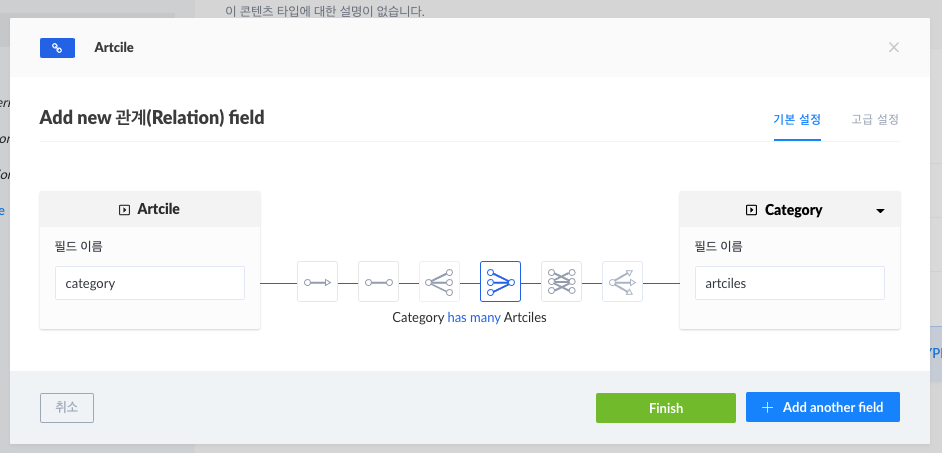 이 콘텐츠 타입에 대한 설명이 없습니다.
Artcile
Add new 관계(Relation) field
기본 설정
고급 설정
Artcile
필드 이름
category
Category has many Artciles
Category
필드 이름
artciles
취소
Finish
Add another field